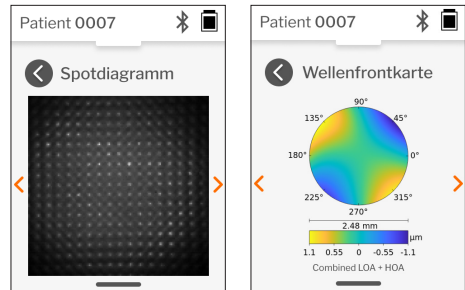 Patient 0007
Spotdiagramm
Patient 0007
Wellenfrontkarte
90°
135°
45°
180°
0°
225°
315°
270°
2.48 mm
µm
1.1 0.55 0 -0.55 -1.1
Combined LOA + HOA